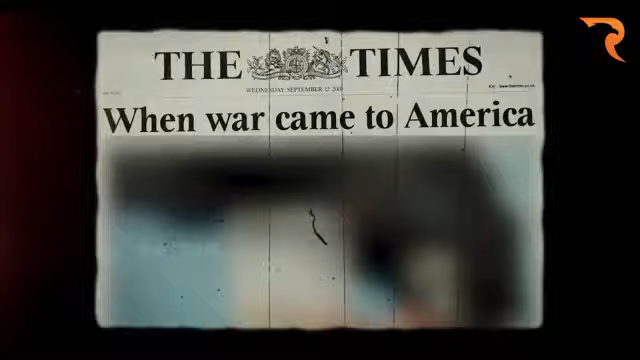 THE TIMES
WEDNESDAY SEPTEMBER 12 2001
When war came to America